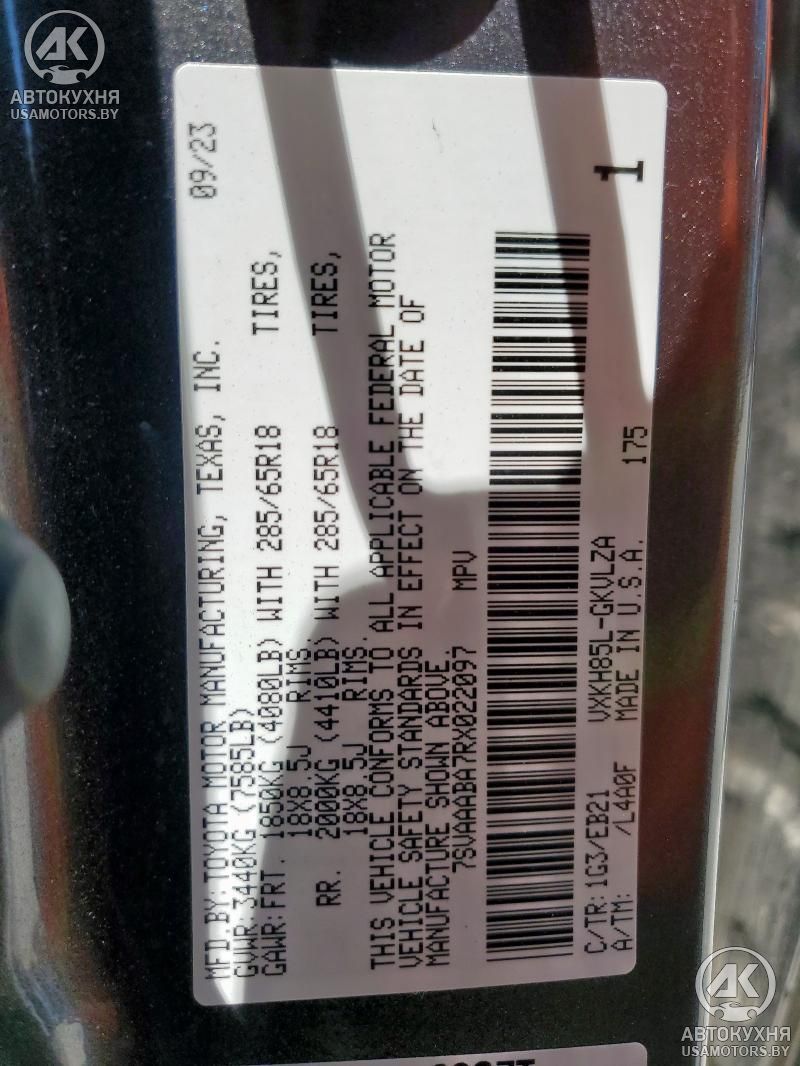 АК
АВТОКУХНЯ
USAMOTORS.BY
MFD.BY:TOYOTA MOTOR MANUFACTURING, TEXAS, INC. 09/23
GVWR:3440KG (7585LB)
GAWR:FRT. 1850KG (4080LB) WITH 285/65R18 TIRES,
18X8.5J RIMS.
RR. 2000KG (4410LB) WITH 285/65R18 TIRES,
18X8.5J RIMS.
THIS VEHICLE CONFORMS TO ALL APPLICABLE FEDERAL MOTOR
VEHICLE SAFETY STANDARDS IN EFFECT ON THE DATE OF
MANUFACTURE SHOWN ABOVE.
7SVAAABA7RX022097 MPV
C/TR:1G3/EB21 VXKH85L-GKVLZA 1
A/TM: /L4A0F MADE IN U.S.A. 175
АК
АВТОКУХНЯ
USAMOTORS.BY